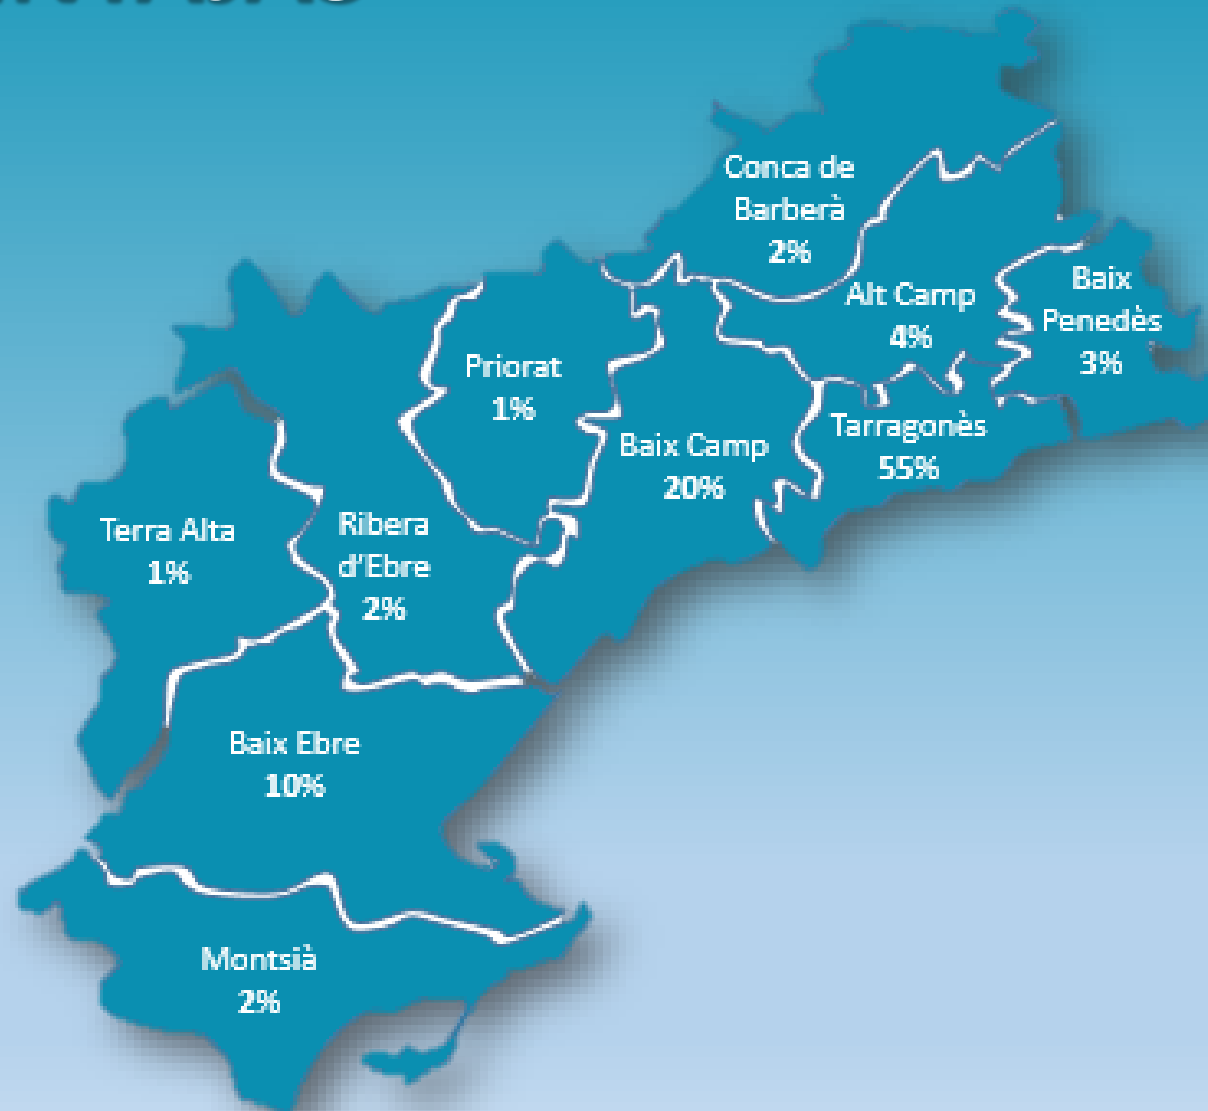 Conca de
Barberà
2%
Alt Camp
4%
Baix
Penedès
3%
Priorat
1%
Baix Camp
20%
Tarragonès
55%
Terra Alta
1%
Ribera
d'Ebre
2%
Baix Ebre
10%
Montsià
2%